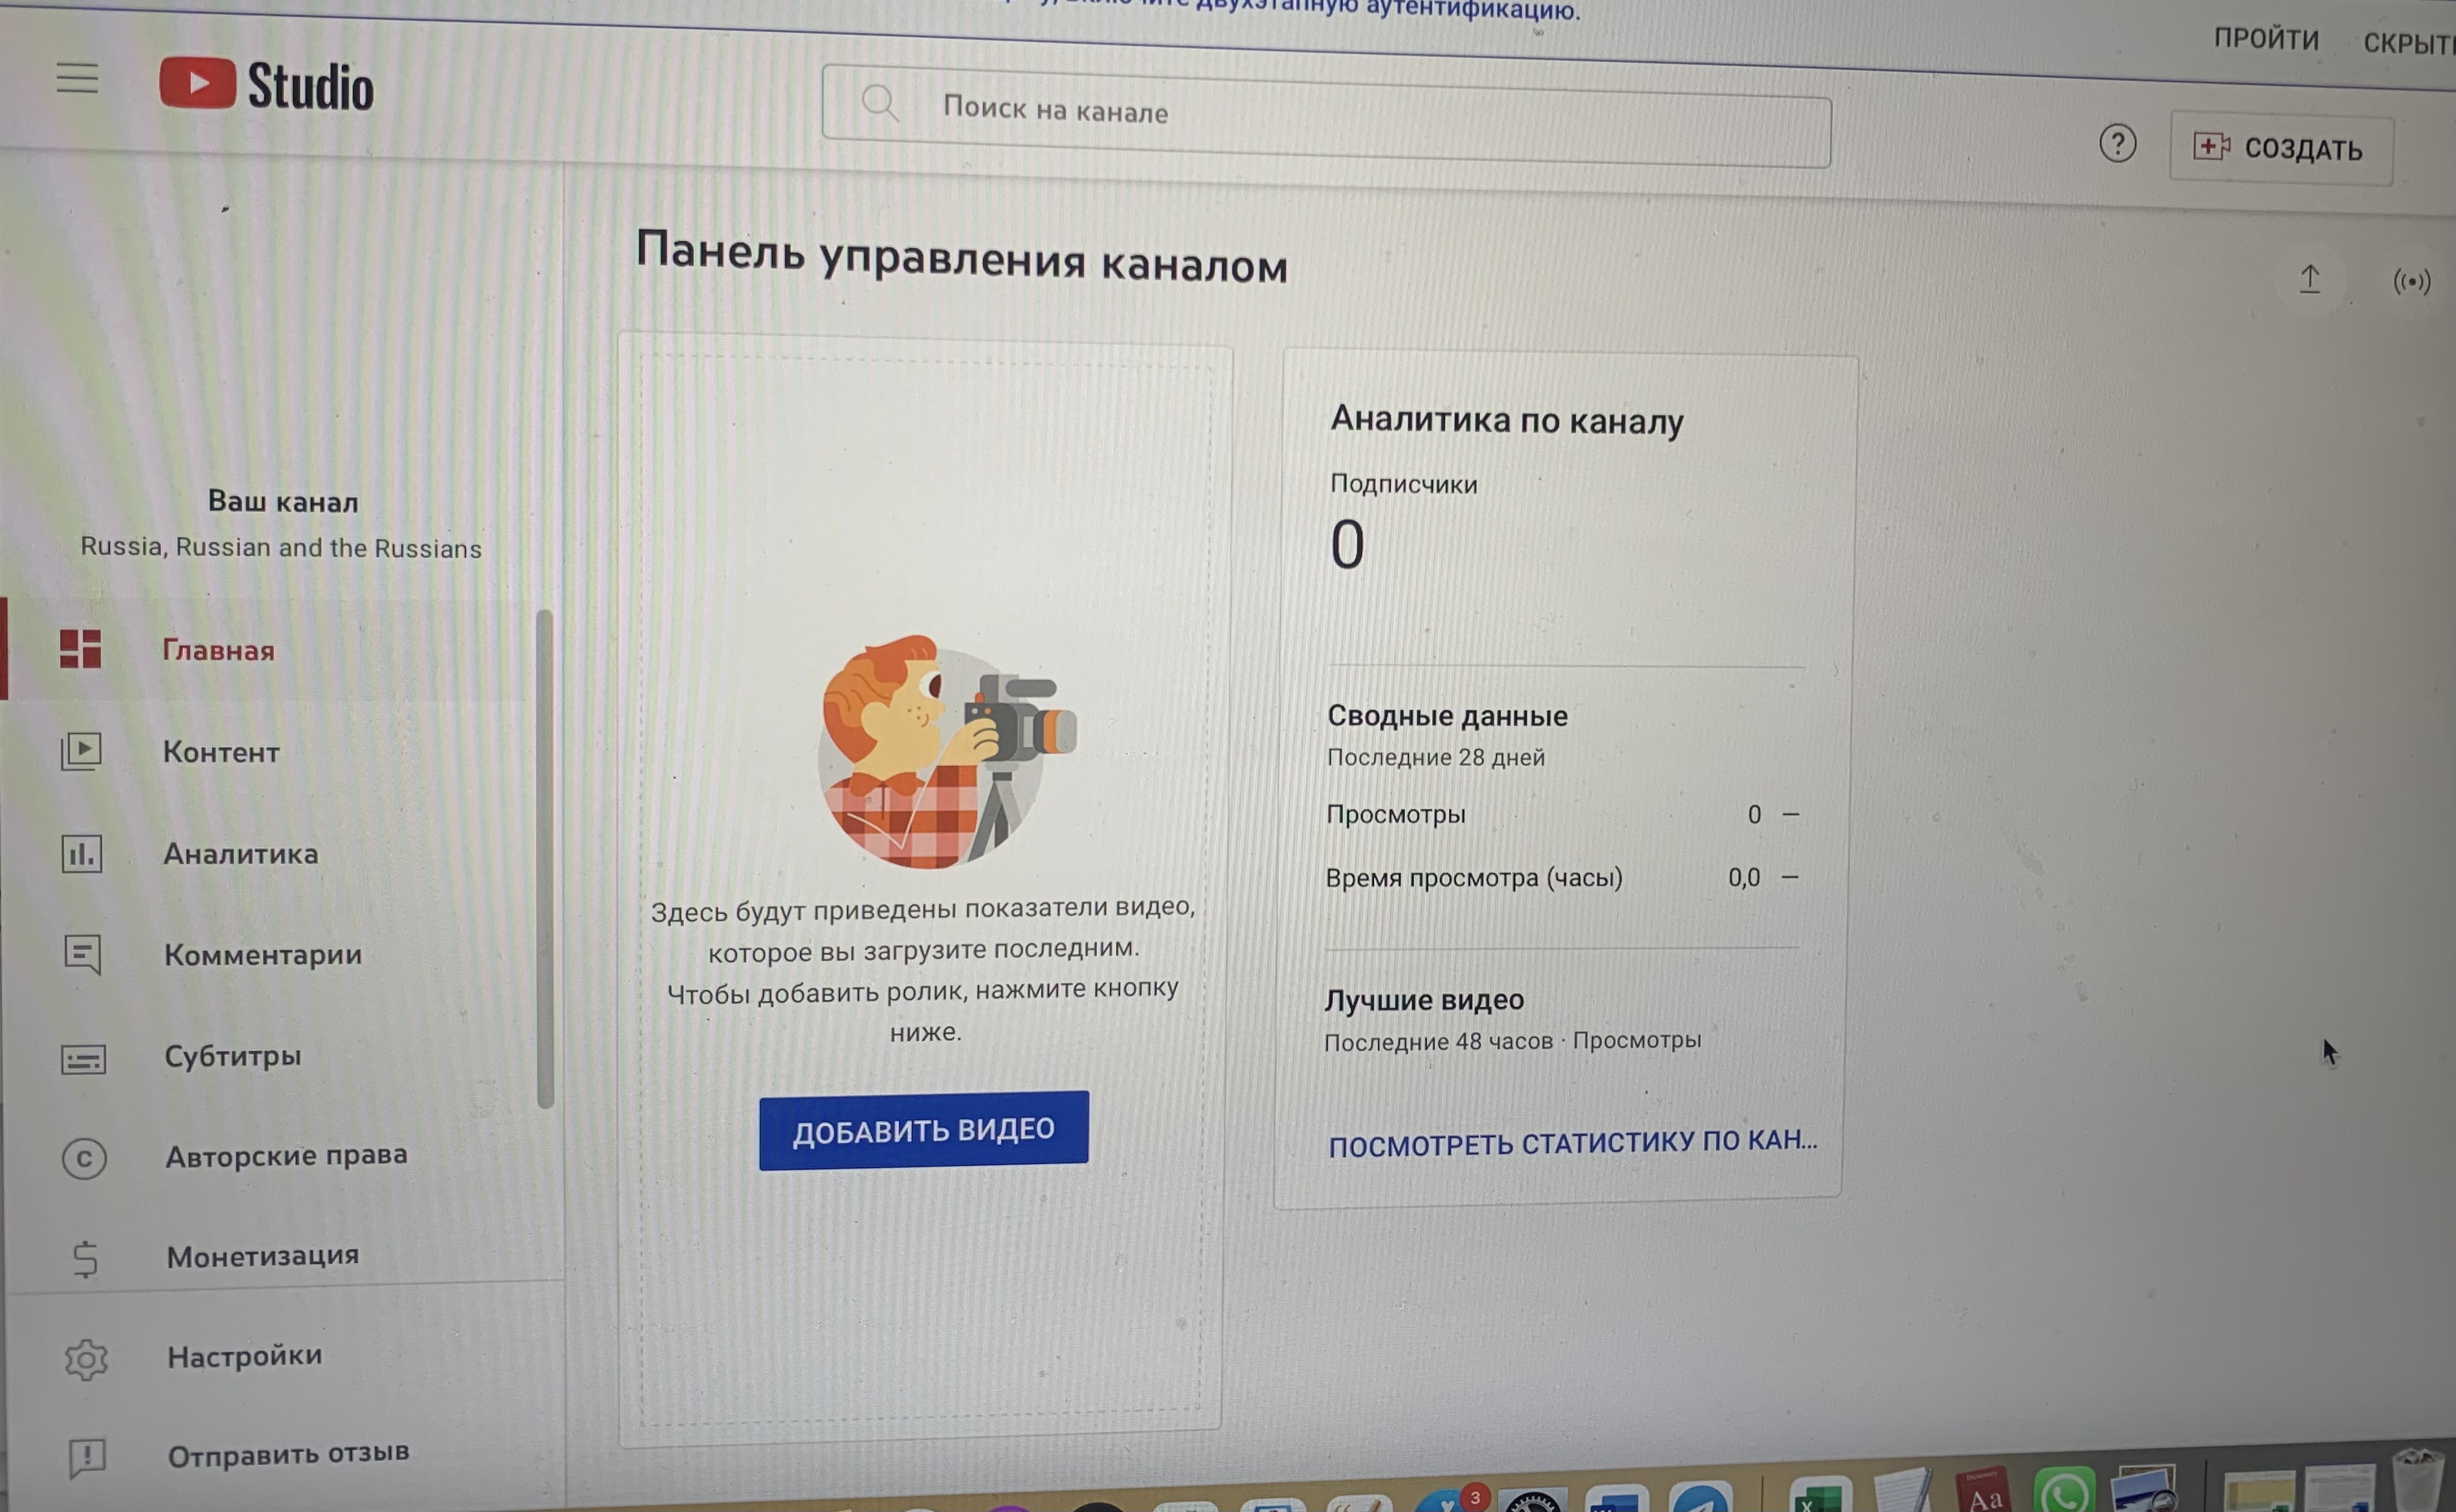 двухэтапную аутентификацию.
ПРОЙТИ
Studio
Поиск на канале
?
СОЗДАТЬ
Панель управления каналом
Ваш канал
Russia, Russian and the Russians
Главная
Контент
Аналитика
Комментарии
Субтитры
Авторские права
Монетизация
Настройки
Отправить отзыв
Здесь будут приведены показатели видео,
которое вы загрузите последним.
Чтобы добавить ролик, нажмите кнопку
ниже.
ДОБАВИТЬ ВИДЕО
Аналитика по каналу
Подписчики
0
Сводные данные
Последние 28 дней
Просмотры 0 —
Время просмотра (часы) 0,0 —
Лучшие видео
Последние 48 часов · Просмотры
ПОСМОТРЕТЬ СТАТИСТИКУ ПО КАН...
3
Aa